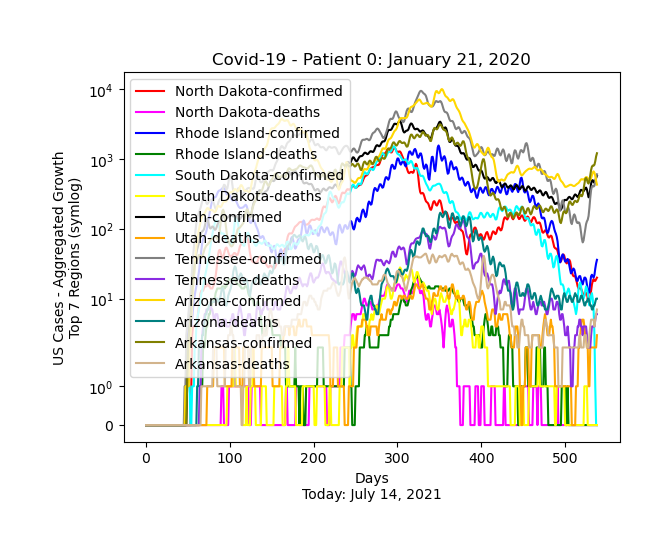 Covid-19 - Patient 0: January 21, 2020
US Cases - Aggregated Growth
Top 7 Regions (symlog)
10⁴
10³
10²
10¹
10⁰
0
North Dakota-confirmed
North Dakota-deaths
Rhode Island-confirmed
Rhode Island-deaths
South Dakota-confirmed
South Dakota-deaths
Utah-confirmed
Utah-deaths
Tennessee-confirmed
Tennessee-deaths
Arizona-confirmed
Arizona-deaths
Arkansas-confirmed
Arkansas-deaths
0 100 200 300 400 500
Days
Today: July 14, 2021